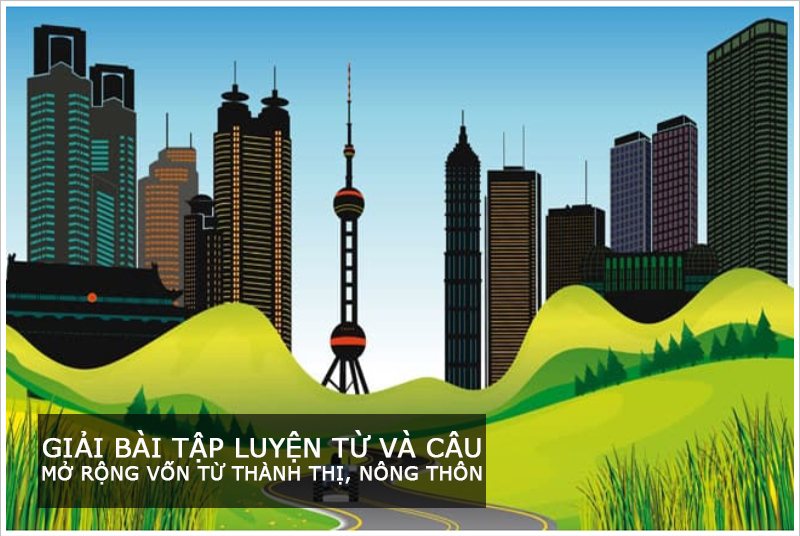 GIẢI BÀI TẬP LUYỆN TỪ VÀ CÂU
MỞ RỘNG VỐN TỪ THÀNH THỊ, NÔNG THÔN